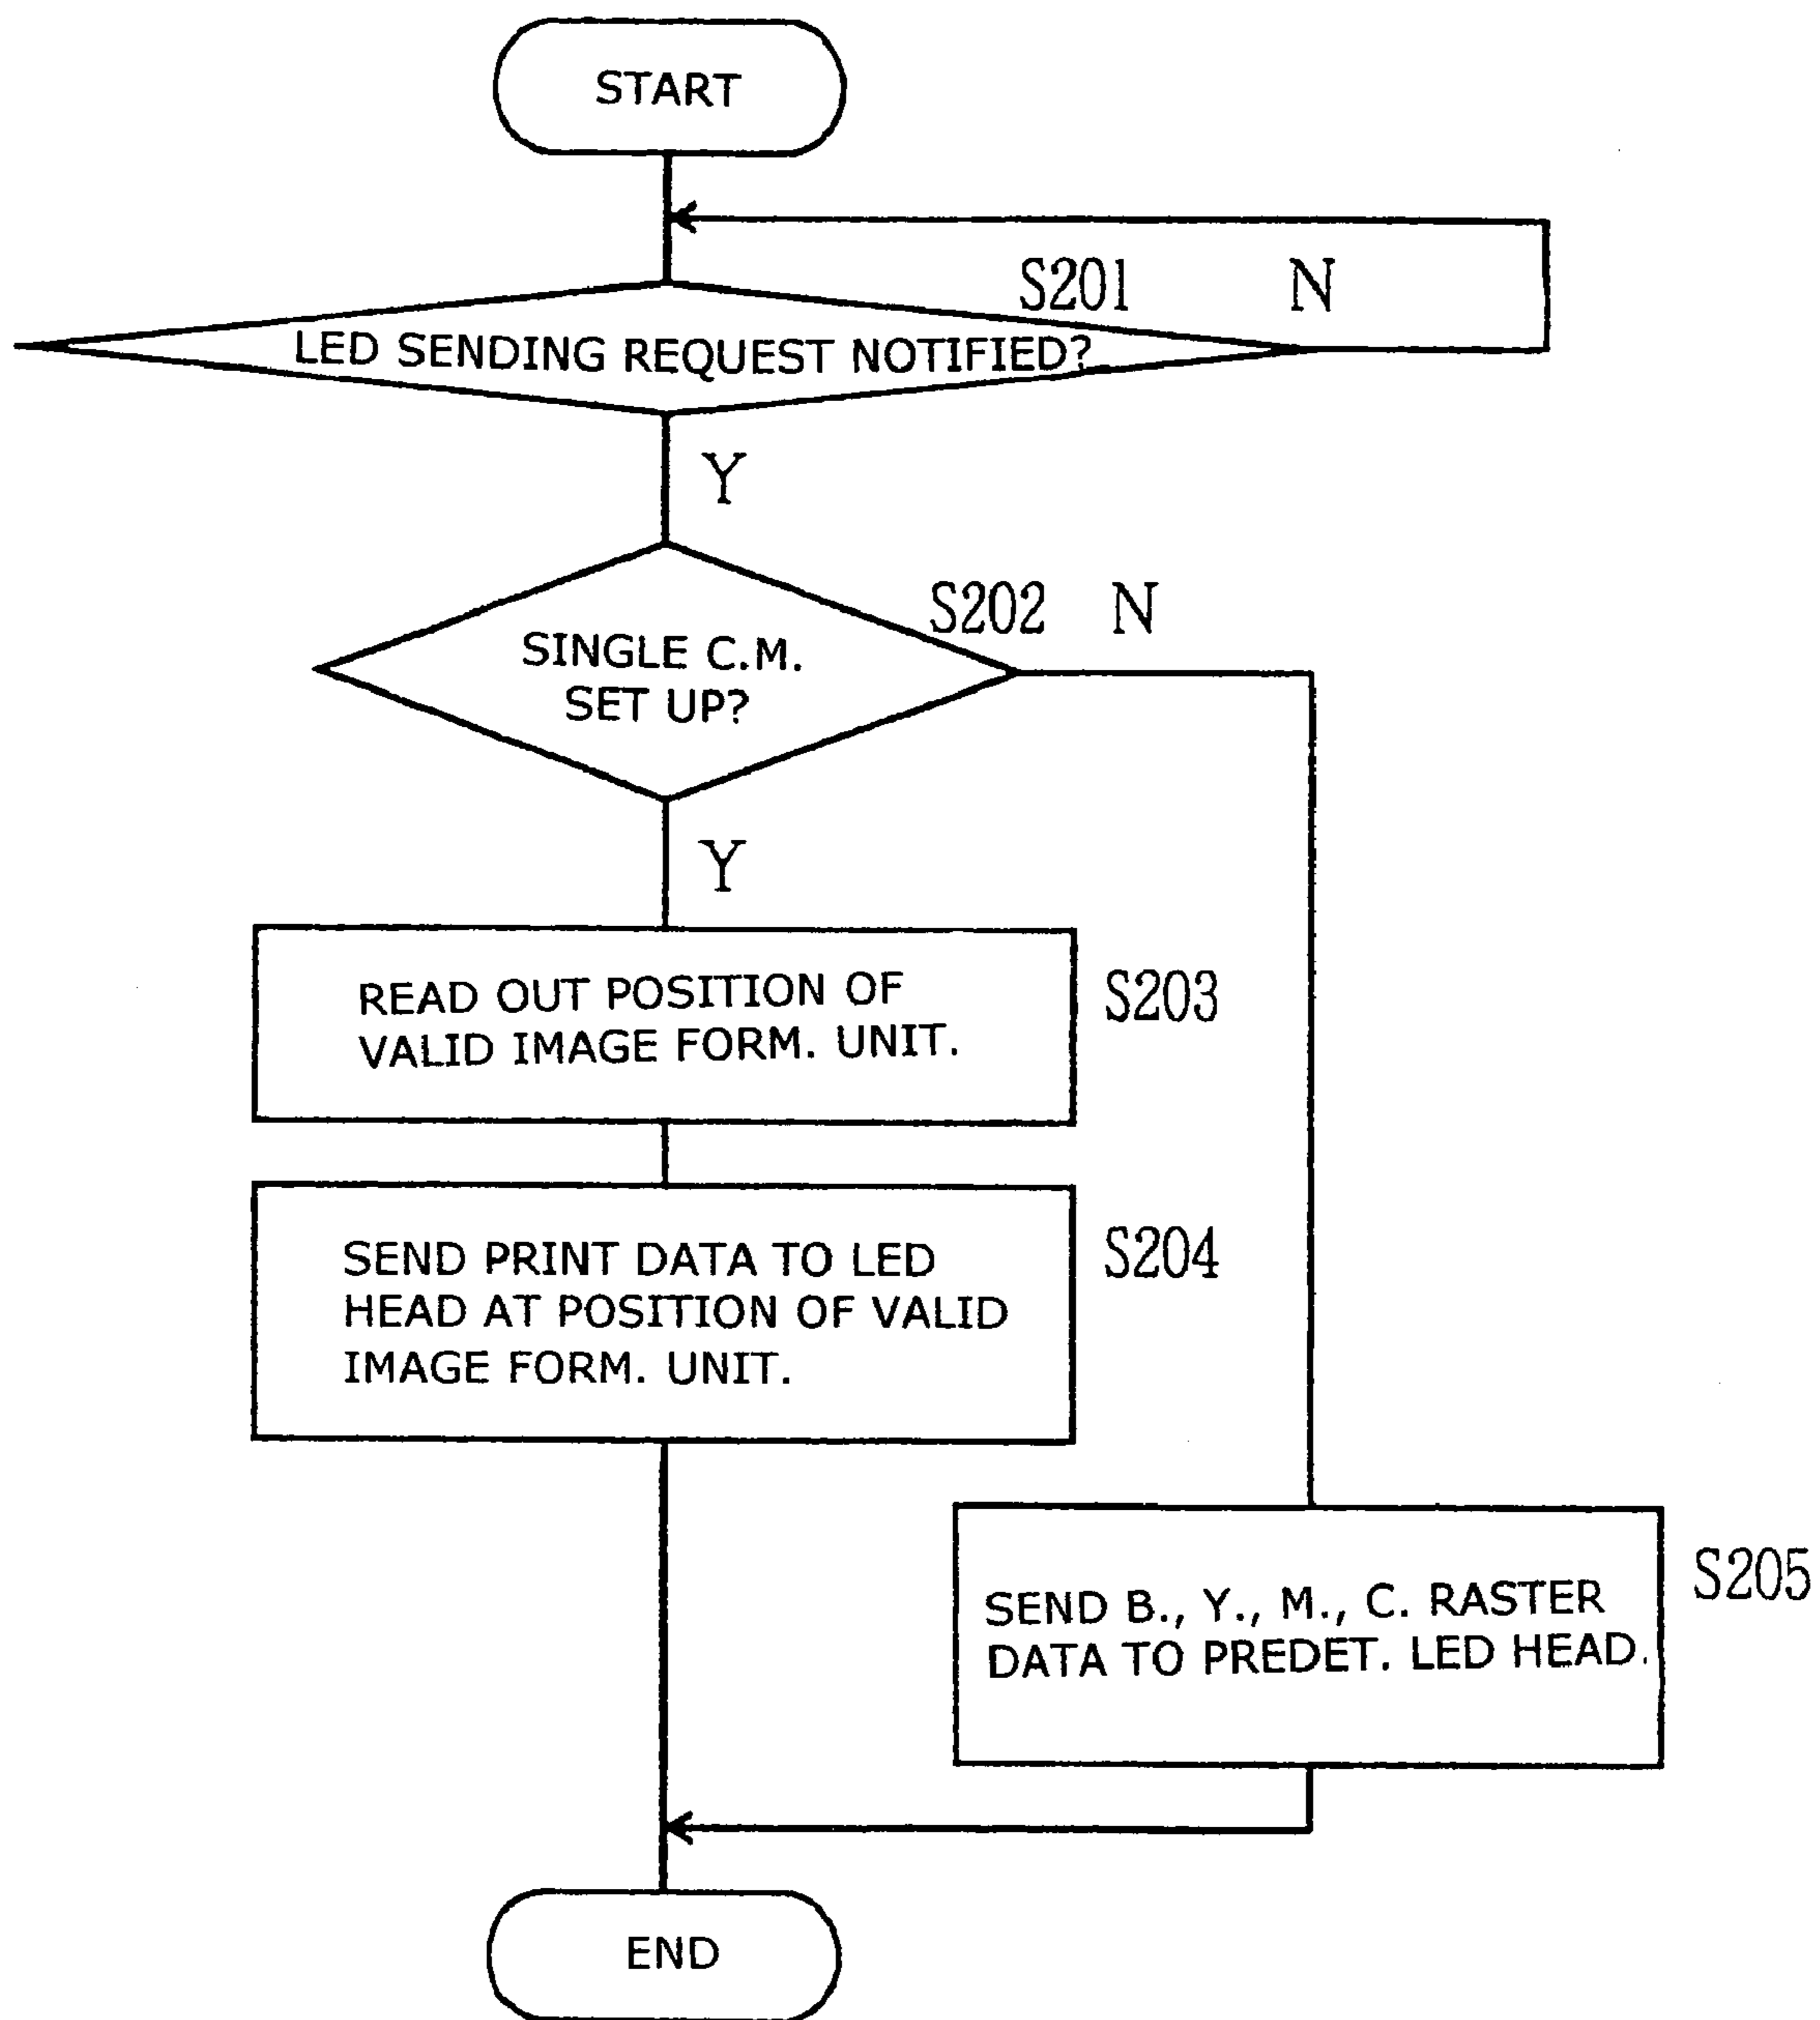 START
S201
N
LED SENDING REQUEST NOTIFIED?
Y
S202
N
SINGLE C.M.
SET UP?
Y
READ OUT POSITION OF
VALID IMAGE FORM. UNIT.
S203
SEND PRINT DATA TO LED
HEAD AT POSITION OF VALID
IMAGE FORM. UNIT.
S204
SEND B., Y., M., C. RASTER
DATA TO PREDET. LED HEAD.
S205
END